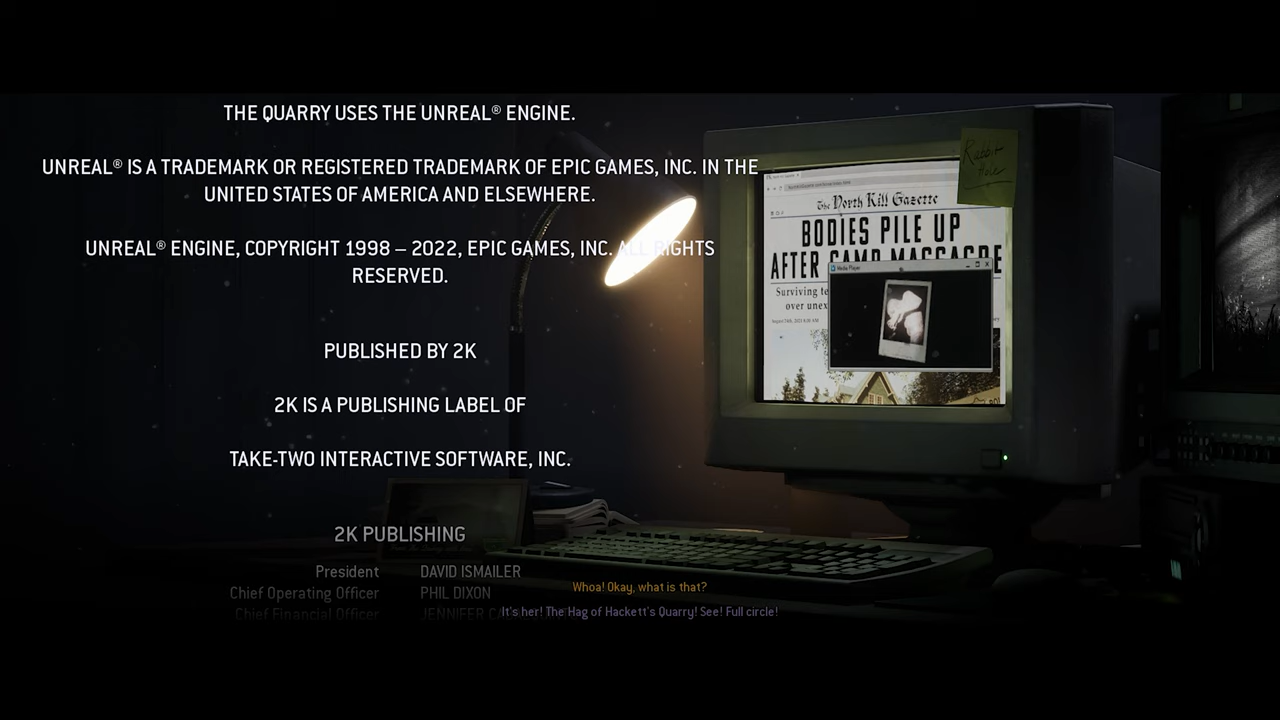 THE QUARRY USES THE UNREAL® ENGINE.
UNREAL® IS A TRADEMARK OR REGISTERED TRADEMARK OF EPIC GAMES, INC. IN THE
UNITED STATES OF AMERICA AND ELSEWHERE.
UNREAL® ENGINE, COPYRIGHT 1998 – 2022, EPIC GAMES, INC. ALL RIGHTS
RESERVED.
PUBLISHED BY 2K
2K IS A PUBLISHING LABEL OF
TAKE-TWO INTERACTIVE SOFTWARE, INC.
2K PUBLISHING
President DAVID ISMAILER
Chief Operating Officer PHIL DIXON
Chief Financial Officer JENNIFER
Whoa! Okay, what is that?
It's her! The Hag of Hackett's Quarry! See! Full circle!
Rabbit
Hole
The North Kill Gazette
BODIES PILE UP
AFTER CAMP MASSACRE
Media Player
Surviving
over